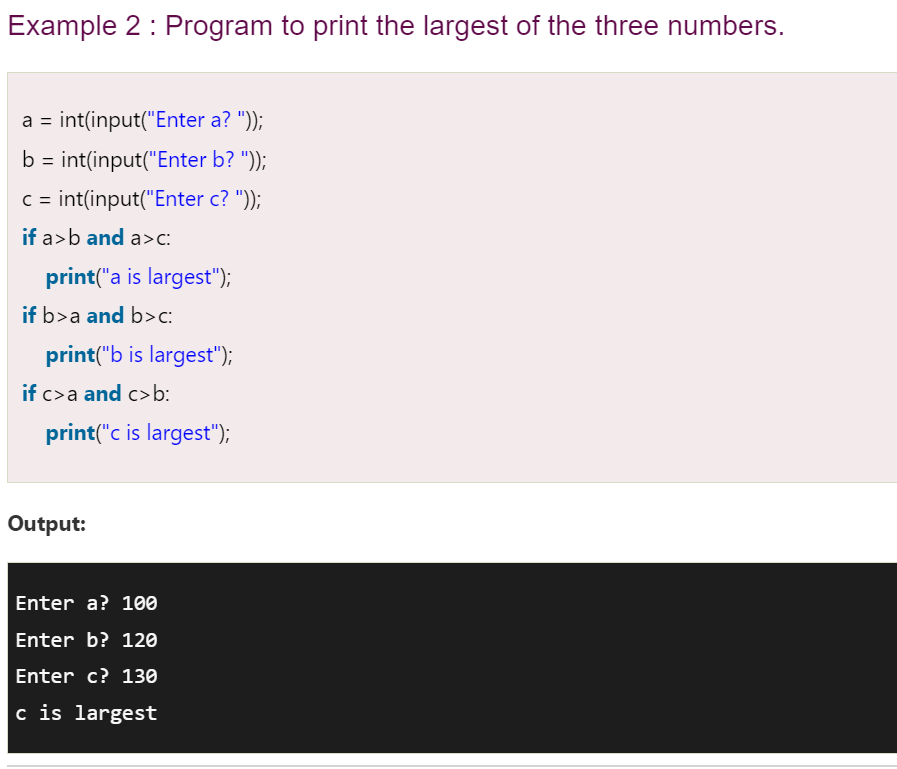 Example 2 : Program to print the largest of the three numbers.
a = int(input("Enter a? "));
b = int(input("Enter b? "));
c = int(input("Enter c? "));
if a>b and a>c:
    print("a is largest");
if b>a and b>c:
    print("b is largest");
if c>a and c>b:
    print("c is largest");
Output:
Enter a? 100
Enter b? 120
Enter c? 130
c is largest